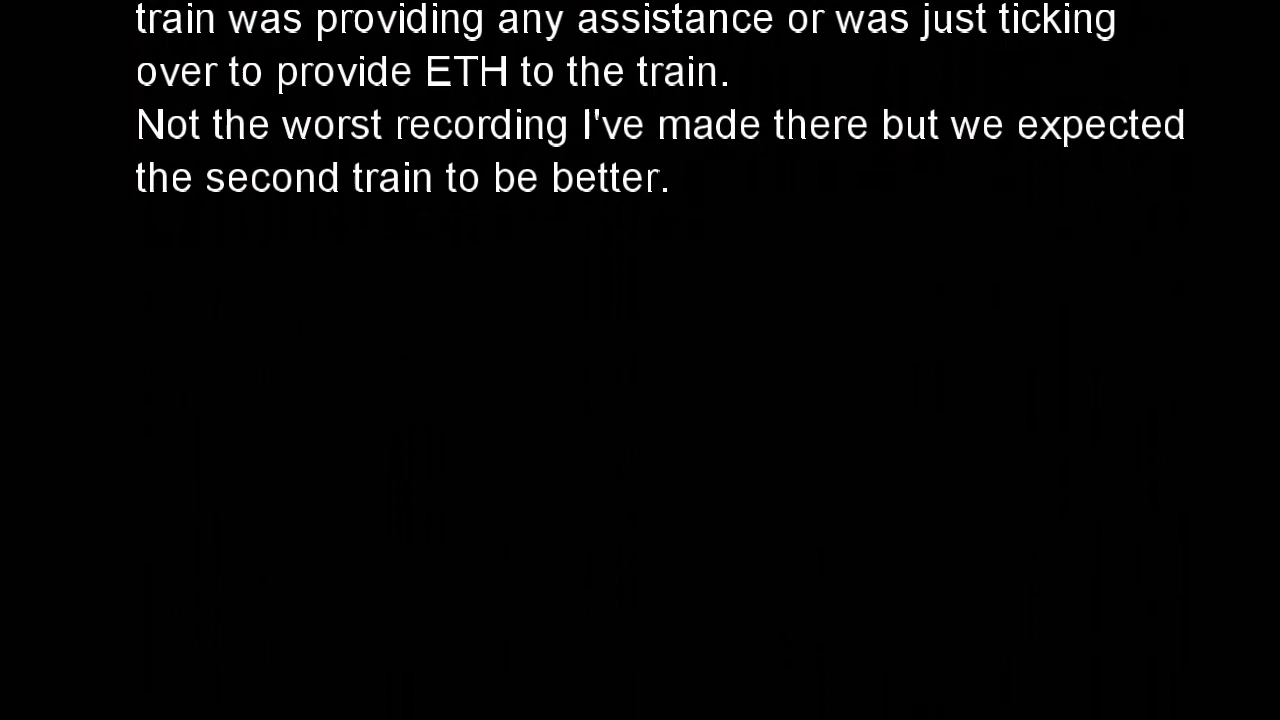 train was providing any assistance or was just ticking
over to provide ETH to the train.
Not the worst recording I've made there but we expected
the second train to be better.